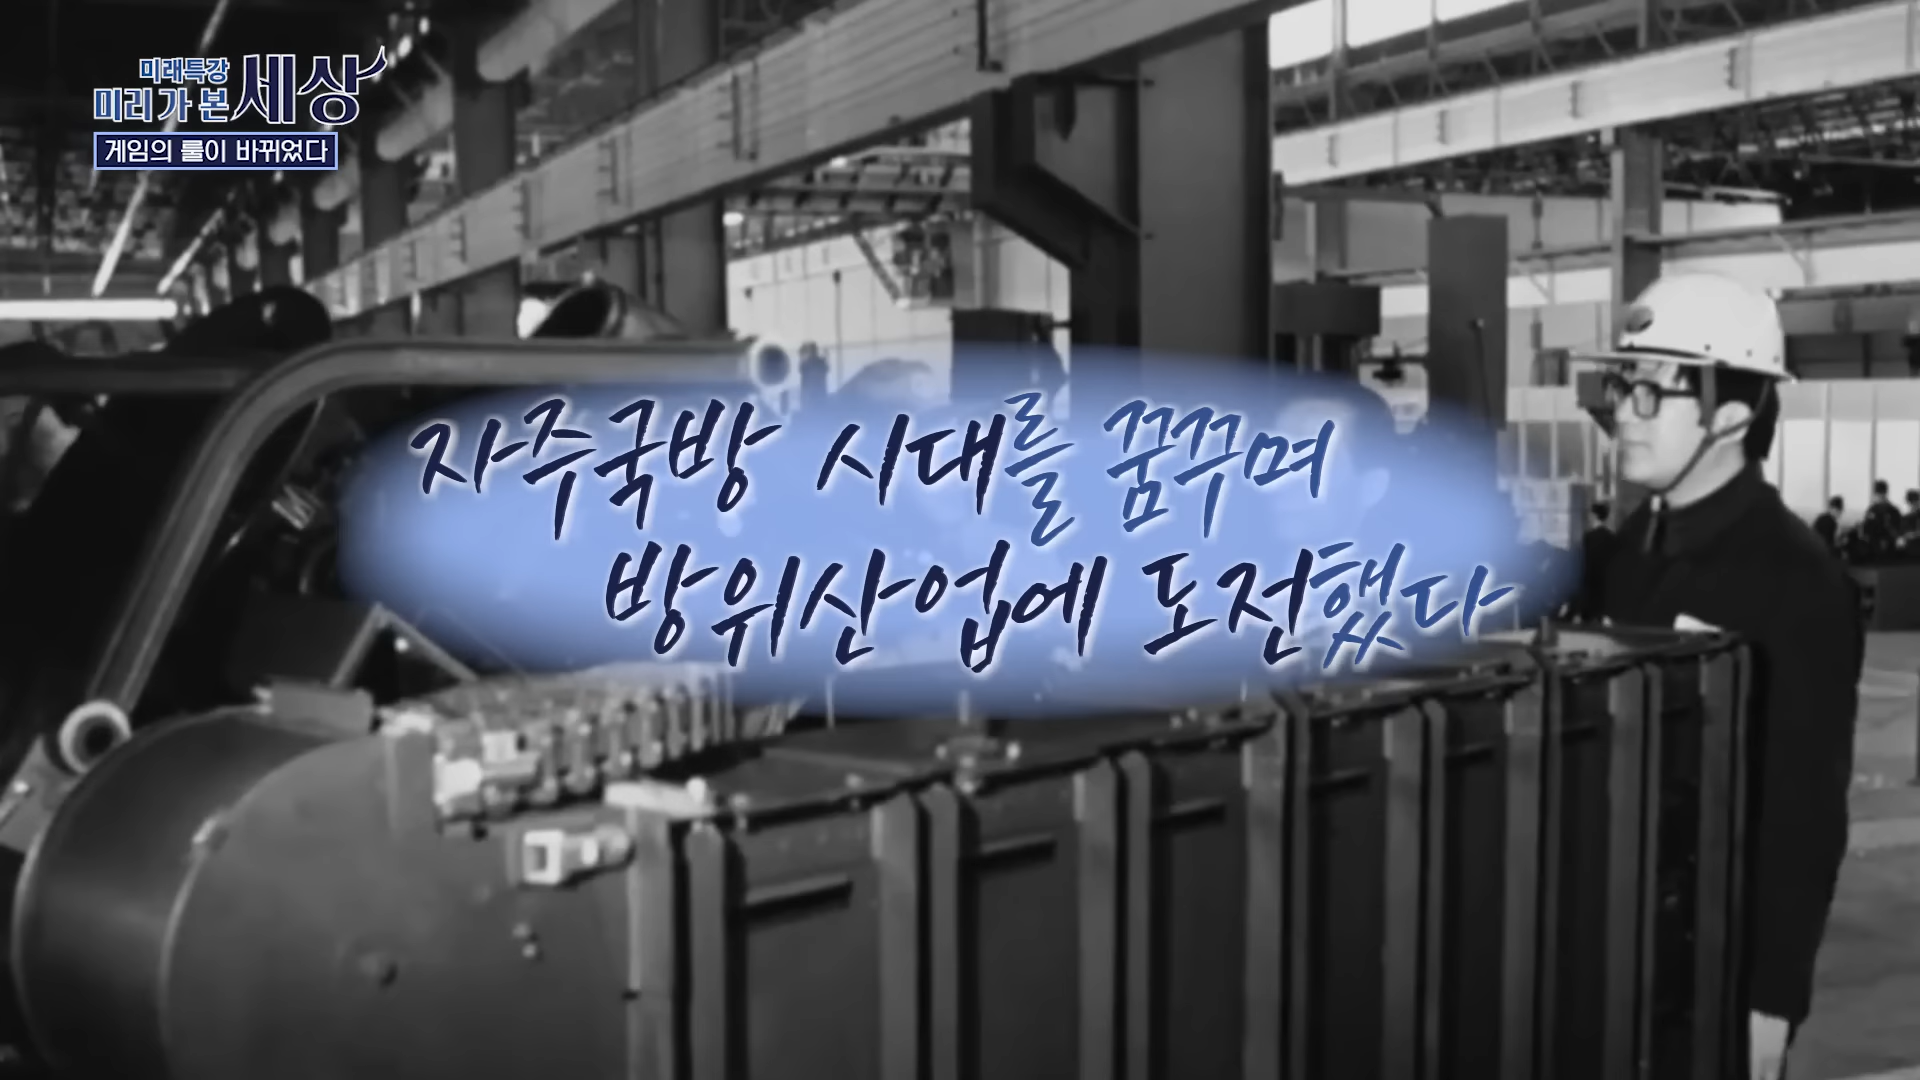 미래특강
미리 가 본 세상
게임의 룰이 바뀌었다
자주국방 시대를 꿈꾸며
방위산업에 도전했다